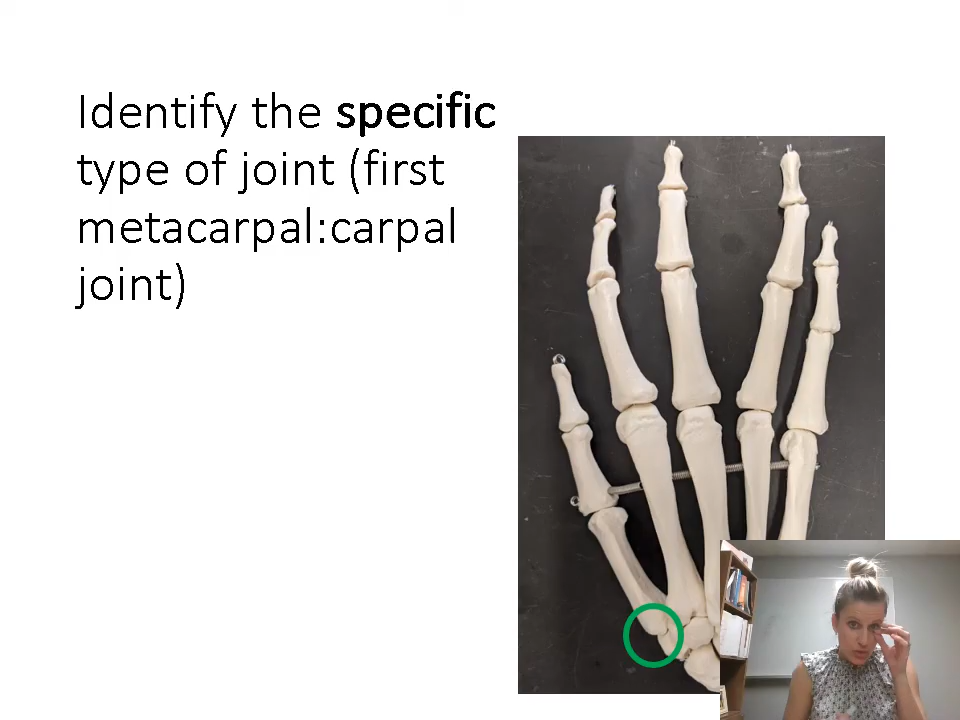 Identify the specific
type of joint (first
metacarpal:carpal
joint)